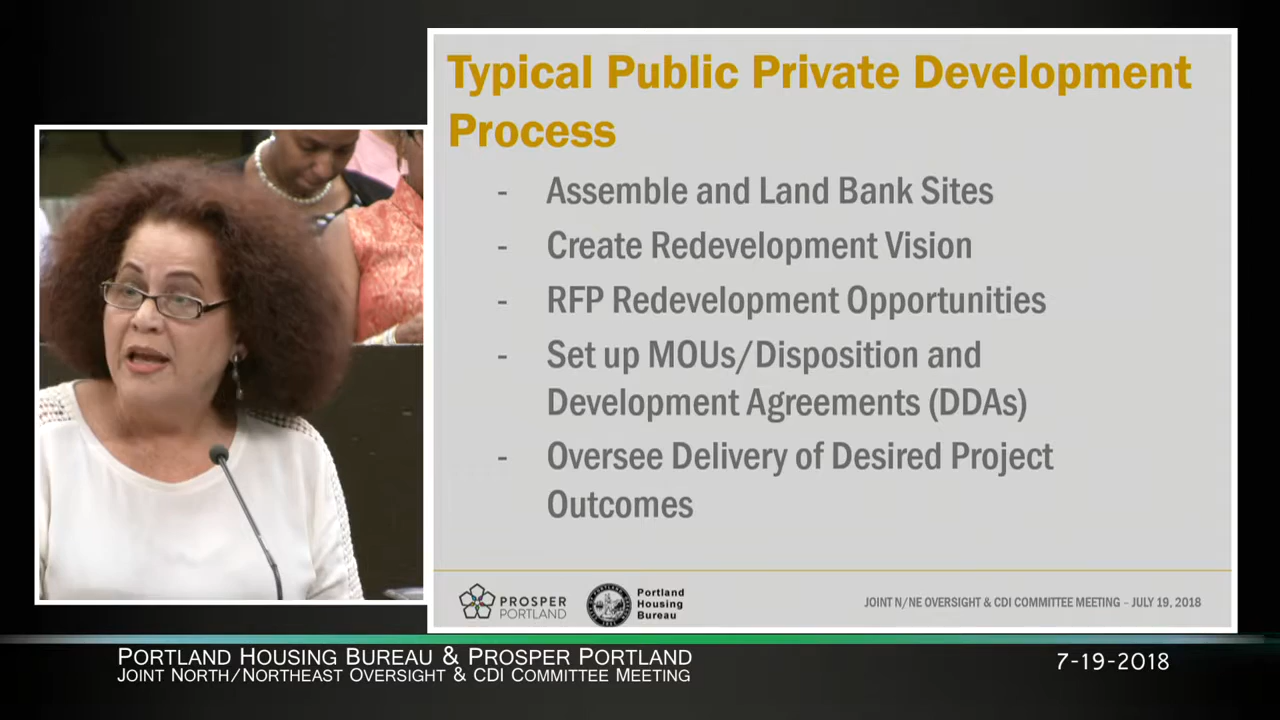 Typical Public Private Development
Process
- Assemble and Land Bank Sites
- Create Redevelopment Vision
- RFP Redevelopment Opportunities
- Set up MOUs/Disposition and
Development Agreements (DDAs)
- Oversee Delivery of Desired Project
Outcomes
PROSPER
PORTLAND
Portland
Housing
Bureau
JOINT N/NE OVERSIGHT & CDI COMMITTEE MEETING – JULY 19, 2018
PORTLAND HOUSING BUREAU & PROSPER PORTLAND
JOINT NORTH/NORTHEAST OVERSIGHT & CDI COMMITTEE MEETING
7-19-2018